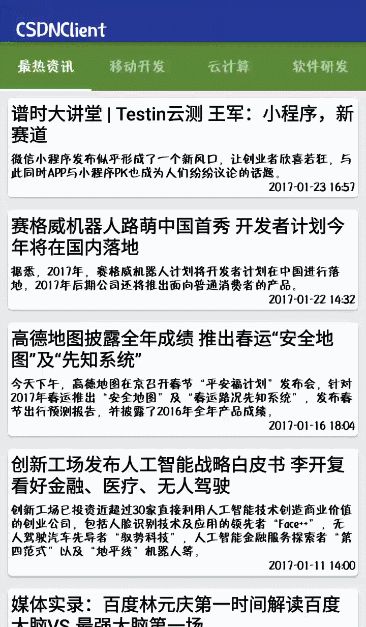 CSDNClient
最热资讯 移动开发 云计算 软件研发
谱时大讲堂 | Testin云测 王军：小程序，新
赛道
微信小程序发布似乎形成了一个新风口，让创业者欣喜若狂，与
此同时APP与小程序PK也成为人们纷纷议论的话题。
2017-01-23 16:57
赛格威机器人路萌中国首秀 开发者计划今
年将在国内落地
据悉，2017年，赛格威机器人计划将开发者计划在中国进行落
地，2017年后期公司还将推出面向普通消费者的产品。
2017-01-22 14:32
高德地图披露全年成绩 推出春运“安全地
图”及“先知系统”
今天下午，高德地图在京召开春节“平安福计划”发布会，针对
2017年春运推出“安全地图”及“春运路况先知系统”，发布春
节出行预测报告，并披露了2016年全年产品成绩。
2017-01-16 18:04
创新工场发布人工智能战略白皮书 李开复
看好金融、医疗、无人驾驶
创新工场已投资近超过30家直接利用人工智能技术创造商业价值
的创业公司，包括人脸识别技术及应用的领先者“Face++”，无
人驾驶汽车先导者“驭势科技”，人工智能金融服务探索者“第
四范式”以及“地平线”机器人等。
2017-01-11 14:00
媒体实录：百度林元庆第一时间解读百度
大脑VS.最强大脑第一场